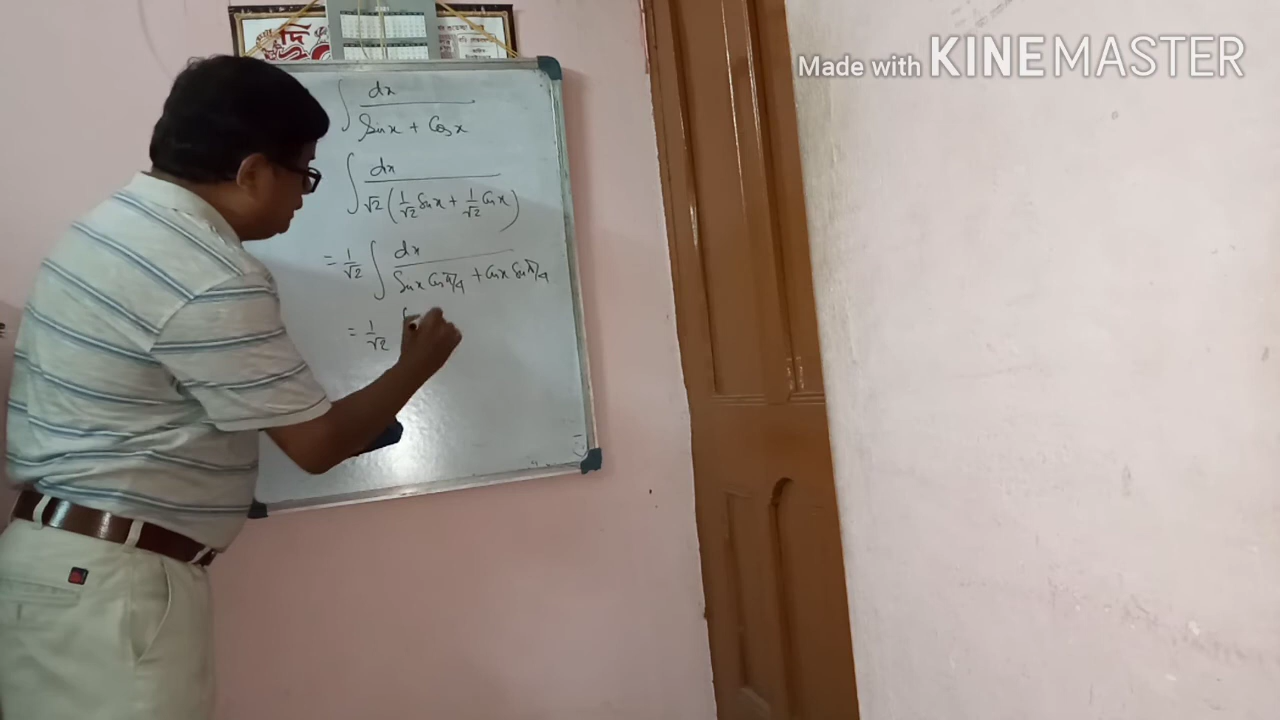 Made with KINEMASTER
দি
∫ dx / (Sin x + Cos x)
∫ dx / (√2 (1/√2 Sin x + 1/√2 Cos x))
= 1/√2 ∫ dx / (Sin x Cos π/4 + Cos x Sin π/4)
= 1/√2 ∫